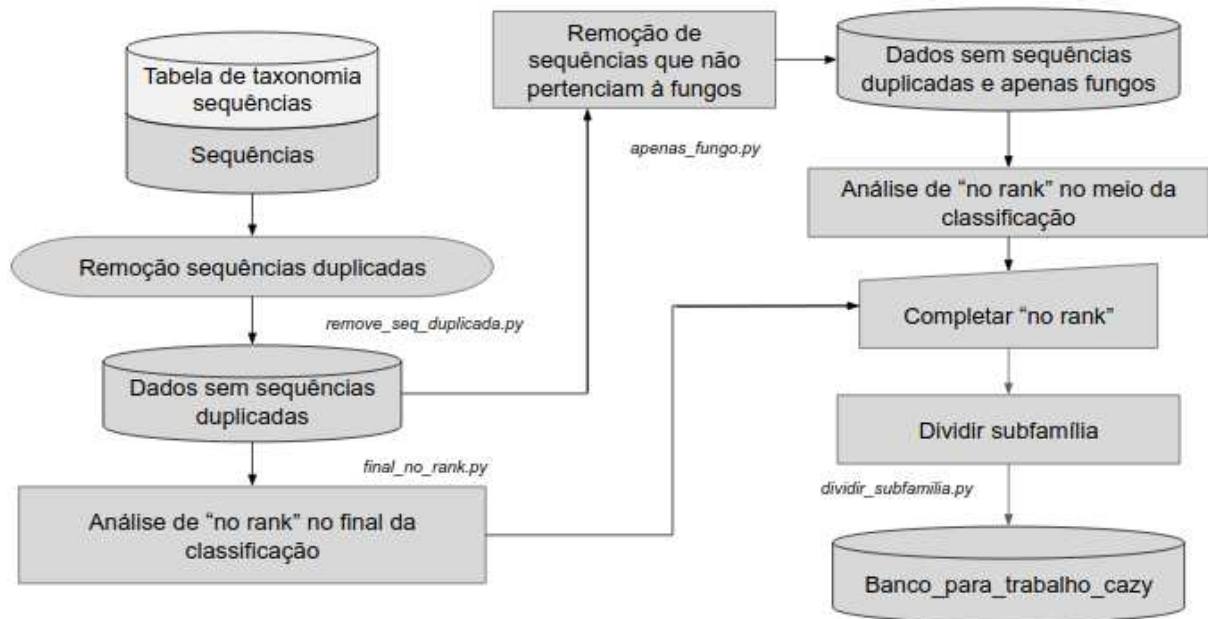 Tabela de taxonomia
sequências
Sequências
Remoção sequências duplicadas
remove_seq_duplicada.py
Dados sem sequências
duplicadas
final_no_rank.py
Análise de “no rank” no final da
classificação
Remoção de
sequências que não
pertenciam à fungos
apenas_fungo.py
Dados sem sequências
duplicadas e apenas fungos
Análise de “no rank” no meio da
classificação
Completar “no rank”
Dividir subfamília
dividir_subfamilia.py
Banco_para_trabalho_cazy